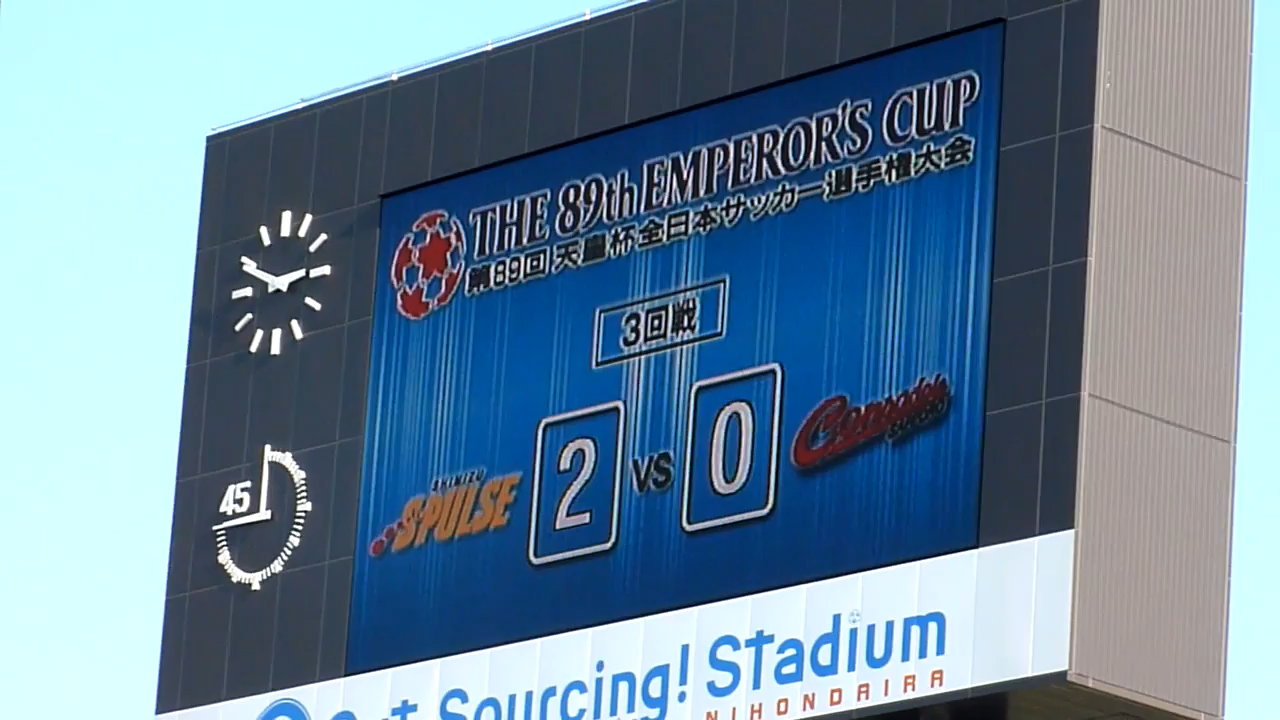 THE 89th EMPEROR'S CUP
第89回 天皇杯全日本サッカー選手権大会
3回戦
SHIMIZU
S-PULSE
2 VS 0
Consadole
45
Sourcing! Stadium
NIHONDAIRA